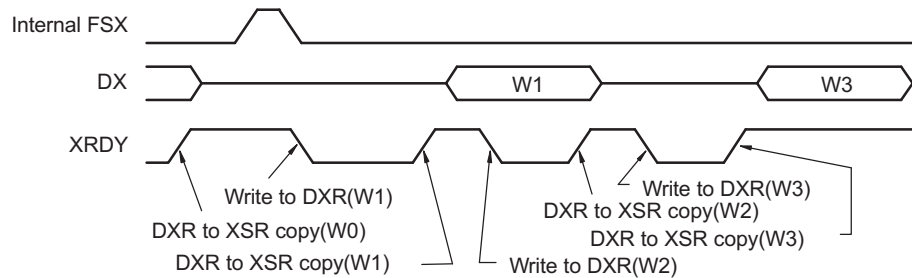 Internal FSX
DX
W1
W3
XRDY
Write to DXR(W1)
Write to DXR(W3)
DXR to XSR copy(W2)
DXR to XSR copy(W0)
DXR to XSR copy(W3)
DXR to XSR copy(W1)
Write to DXR(W2)